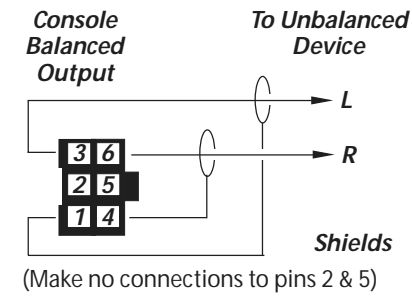 Console
Balanced
Output
To Unbalanced
Device
L
3 6
R
2 5
1 4
Shields
(Make no connections to pins 2 & 5)